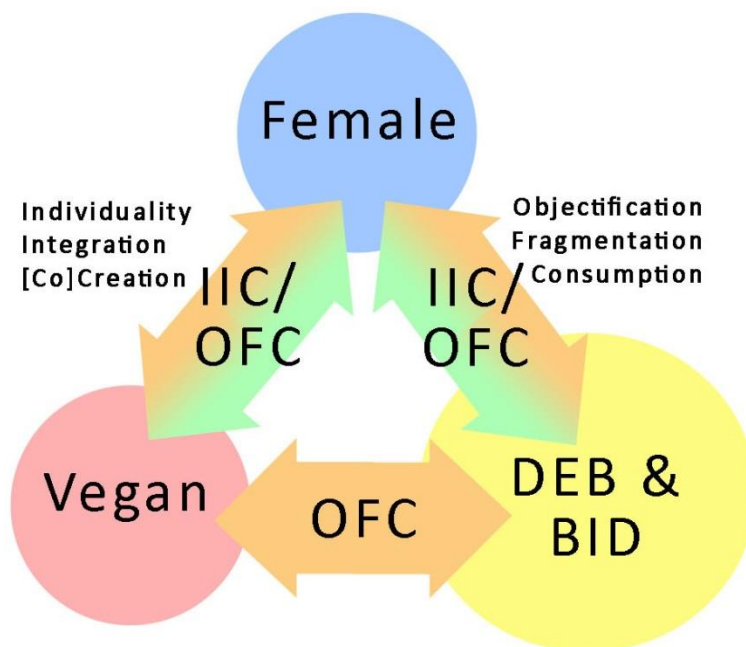 Female
Individuality
Integration
[Co]Creation
Objectification
Fragmentation
Consumption
IIC/
OFC
IIC/
OFC
Vegan
OFC
DEB &
BID